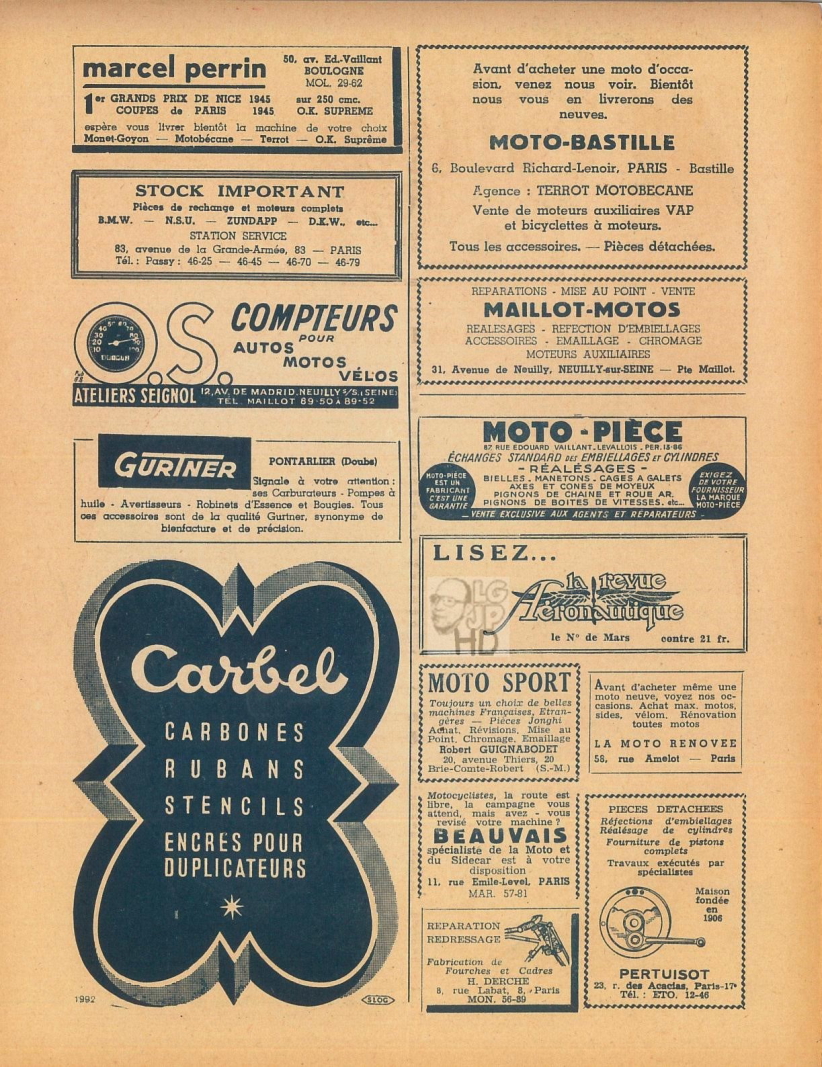 marcel perrin
50, av. Ed.-Vaillant
BOULOGNE
MOL. 29-62
1er GRANDS PRIX DE NICE 1945 sur 250 cmc.
COUPES de PARIS 1945 O.K. SUPREME
espère vous livrer bientôt la machine de votre choix
Monet-Goyon — Motobécane — Terrot — O.K. Suprême
STOCK IMPORTANT
Pièces de rechange et moteurs complets
B.M.W. — N.S.U. — ZUNDAPP — D.K.W., etc...
STATION SERVICE
83, avenue de la Grande-Armée, 83 — PARIS
Tél. : Passy : 46-25 — 46-45 — 46-70 — 46-79
O.S. COMPTEURS
POUR
AUTOS
MOTOS
VÉLOS
ATELIERS SEIGNOL 12, AV. DE MADRID, NEUILLY S/S. (SEINE)
TEL. MAILLOT 89-50 à 89-52
GURTNER
PONTARLIER (Doubs)
Signale à votre attention :
ses Carburateurs - Pompes à
huile - Avertisseurs - Robinets d'Essence et Bougies. Tous
ces accessoires sont de la qualité Gurtner, synonyme de
bienfacture et de précision.
Carbel
CARBONES
RUBANS
STENCILS
ENCRES POUR
DUPLICATEURS
1992
SLOG
Avant d'acheter une moto d'occa-
sion, venez nous voir. Bientôt
nous vous en livrerons des
neuves.
MOTO-BASTILLE
6, Boulevard Richard-Lenoir, PARIS - Bastille
Agence : TERROT MOTOBECANE
Vente de moteurs auxiliaires VAP
et bicyclettes à moteurs.
Tous les accessoires. — Pièces détachées.
REPARATIONS - MISE AU POINT - VENTE
MAILLOT-MOTOS
REALESAGES - REFECTION D'EMBIELLAGES
ACCESSOIRES - EMAILLAGE - CHROMAGE
MOTEURS AUXILIAIRES
31, Avenue de Neuilly, NEUILLY-sur-SEINE — Pte Maillot.
MOTO-PIÈCE
87 RUE EDOUARD VAILLANT, LEVALLOIS. PER. 15-86
ÉCHANGES STANDARD DES EMBIELLAGES ET CYLINDRES
- RÉALÉSAGES -
BIELLES. MANETONS. CAGES A GALETS
AXES ET CONES DE MOYEUX
PIGNONS DE CHAINE ET ROUE AR.
PIGNONS DE BOITES DE VITESSES. etc...
- VENTE EXCLUSIVE AUX AGENTS ET RÉPARATEURS -
MOTO-PIÈCE
EST UN
FABRICANT
C'EST UNE
GARANTIE
EXIGEZ
DE VOTRE
FOURNISSEUR
LA MARQUE
MOTO-PIÈCE
LISEZ...
la revue
Aéronautique
le N° de Mars contre 21 fr.
LG
JP
HD
MOTO SPORT
Toujours un choix de belles
machines Françaises, Etran-
gères — Pièces Jonghi
Achat, Révisions, Mise au
Point, Chromage, Emaillage
Robert GUIGNABODET
20, avenue Thiers, 20
Brie-Comte-Robert (S.-M.)
Avant d'acheter même une
moto neuve, voyez nos oc-
casions. Achat max. motos,
sides, vélom. Rénovation
toutes motos
LA MOTO RENOVEE
58, rue Amelot — Paris
Motocyclistes, la route est
libre, la campagne vous
attend, mais avez - vous
revisé votre machine ?
BEAUVAIS
spécialiste de la Moto et
du Sidecar est à votre
disposition
11, rue Emile-Level, PARIS
MAR. 57-81
REPARATION
REDRESSAGE
Fabrication de
Fourches et Cadres
H. DERCHE
8, rue Labat, 8, Paris
MON. 56-89
PIECES DETACHEES
Réfections d'embiellages
Réalésage de cylindres
Fourniture de pistons
complets
Travaux exécutés par
spécialistes
Maison
fondée
en
1906
PERTUISOT
23, r. des Acacias, Paris-17e
Tél. : ETO. 12-46